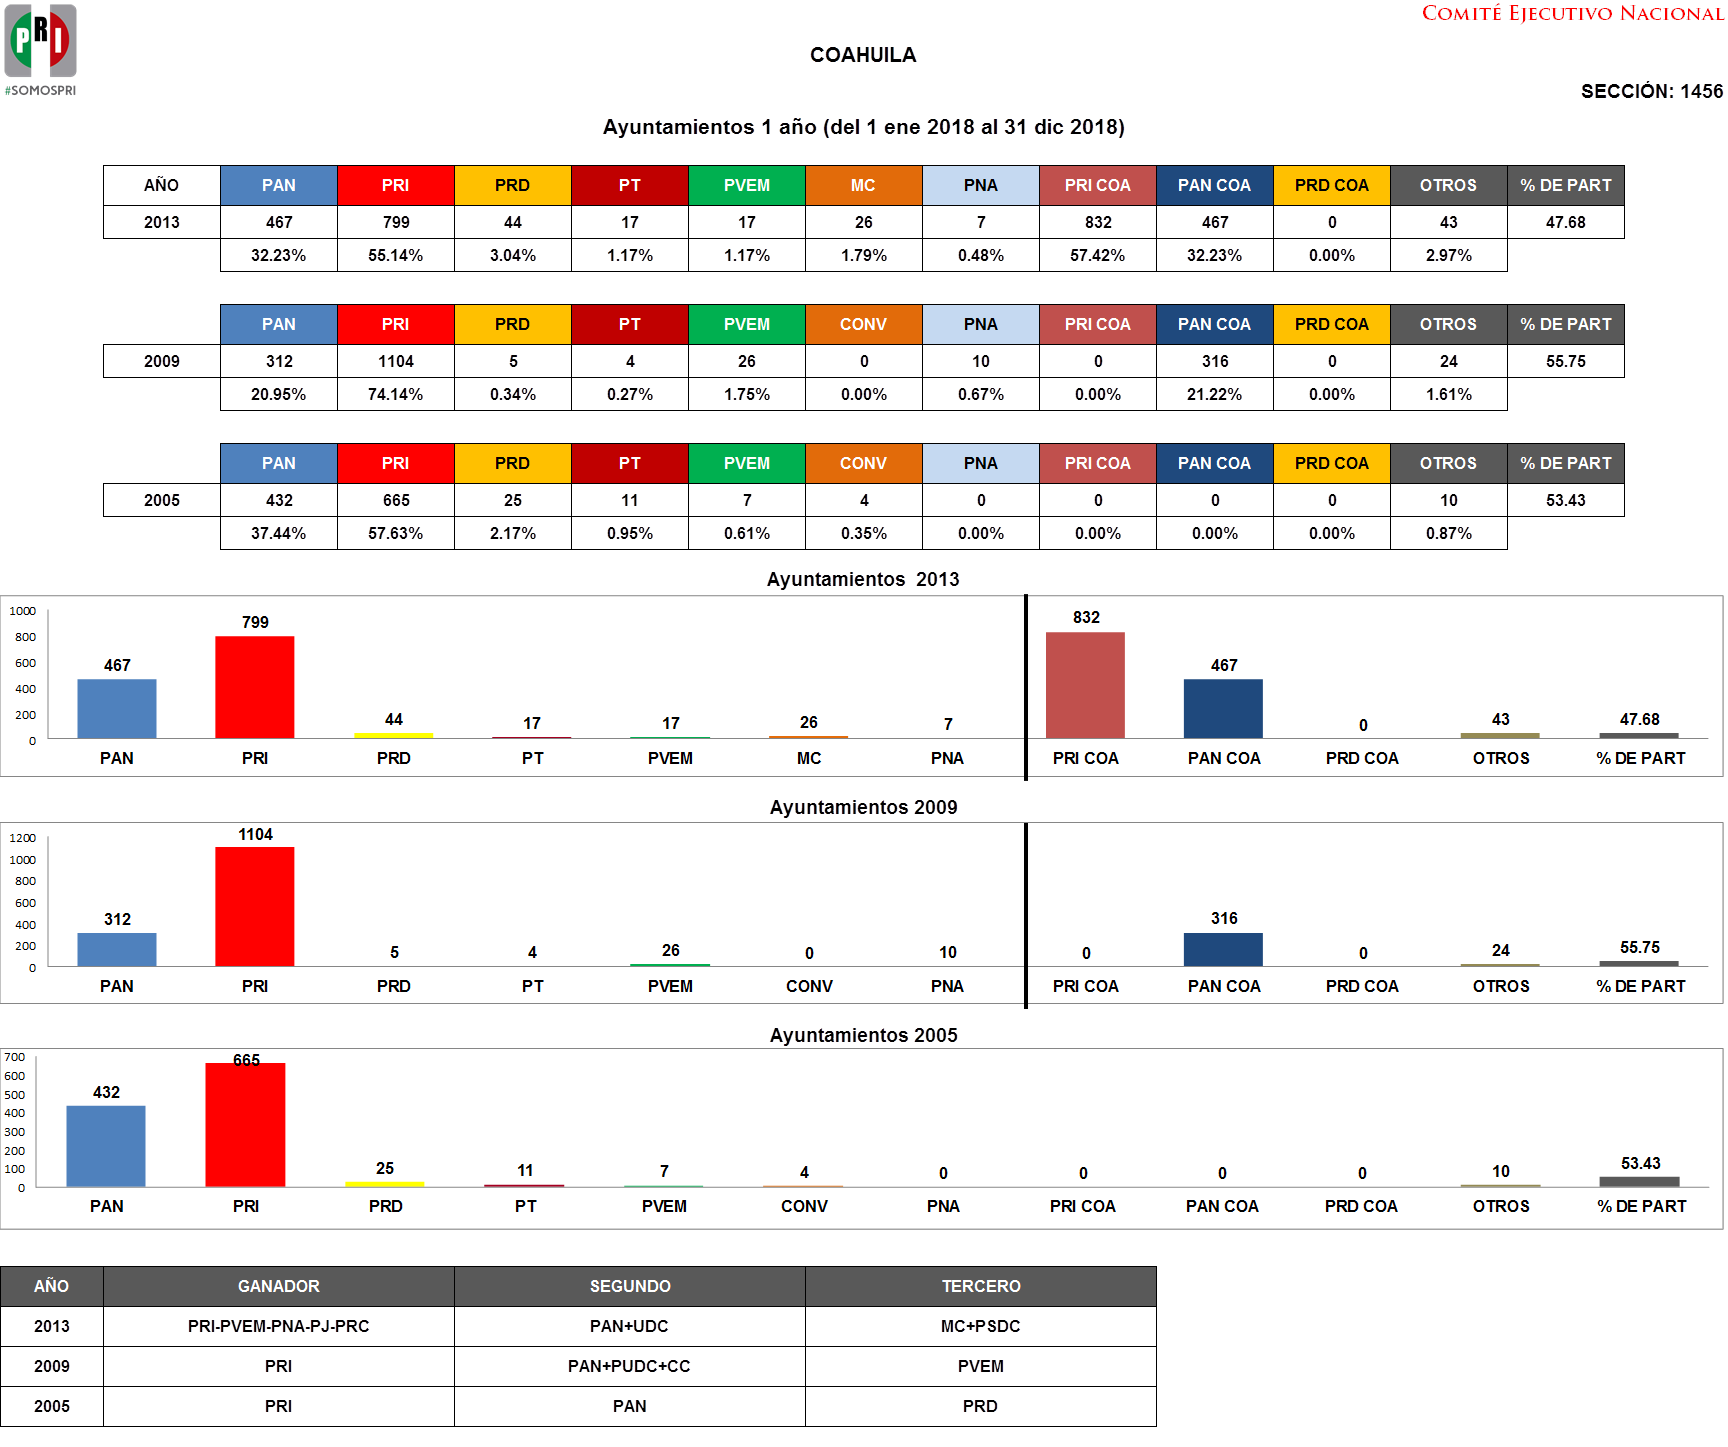 PRI
#SOMOSPRI
COMITÉ EJECUTIVO NACIONAL
COAHUILA
SECCIÓN: 1456
Ayuntamientos 1 año (del 1 ene 2018 al 31 dic 2018)
AÑO PAN PRI PRD PT PVEM MC PNA PRI COA PAN COA PRD COA OTROS % DE PART
2013 467 799 44 17 17 26 7 832 467 0 43 47.68
32.23% 55.14% 3.04% 1.17% 1.17% 1.79% 0.48% 57.42% 32.23% 0.00% 2.97%
PAN PRI PRD PT PVEM CONV PNA PRI COA PAN COA PRD COA OTROS % DE PART
2009 312 1104 5 4 26 0 10 0 316 0 24 55.75
20.95% 74.14% 0.34% 0.27% 1.75% 0.00% 0.67% 0.00% 21.22% 0.00% 1.61%
PAN PRI PRD PT PVEM CONV PNA PRI COA PAN COA PRD COA OTROS % DE PART
2005 432 665 25 11 7 4 0 0 0 0 10 53.43
37.44% 57.63% 2.17% 0.95% 0.61% 0.35% 0.00% 0.00% 0.00% 0.00% 0.87%
Ayuntamientos 2013
1000
800
600
400
200
0
467 799 44 17 17 26 7 832 467 0 43 47.68
PAN PRI PRD PT PVEM MC PNA PRI COA PAN COA PRD COA OTROS % DE PART
Ayuntamientos 2009
1200
1000
800
600
400
200
0
312 1104 5 4 26 0 10 0 316 0 24 55.75
PAN PRI PRD PT PVEM CONV PNA PRI COA PAN COA PRD COA OTROS % DE PART
Ayuntamientos 2005
700
600
500
400
300
200
100
0
432 665 25 11 7 4 0 0 0 0 10 53.43
PAN PRI PRD PT PVEM CONV PNA PRI COA PAN COA PRD COA OTROS % DE PART
AÑO GANADOR SEGUNDO TERCERO
2013 PRI-PVEM-PNA-PJ-PRC PAN+UDC MC+PSDC
2009 PRI PAN+PUDC+CC PVEM
2005 PRI PAN PRD